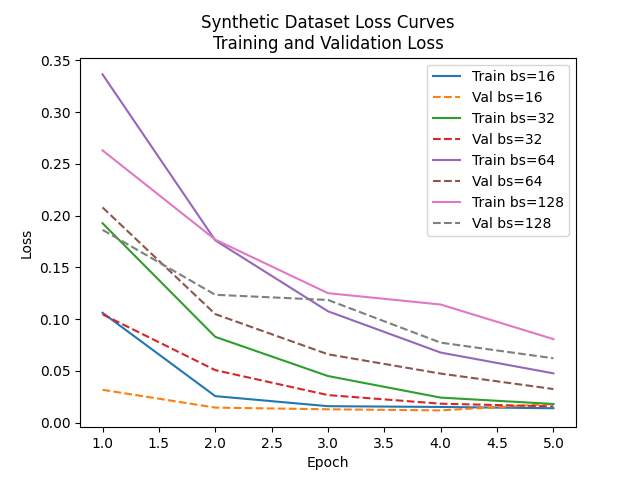 Synthetic Dataset Loss Curves
Training and Validation Loss
Loss
0.35
0.30
0.25
0.20
0.15
0.10
0.05
0.00
Train bs=16
Val bs=16
Train bs=32
Val bs=32
Train bs=64
Val bs=64
Train bs=128
Val bs=128
1.0 1.5 2.0 2.5 3.0 3.5 4.0 4.5 5.0
Epoch